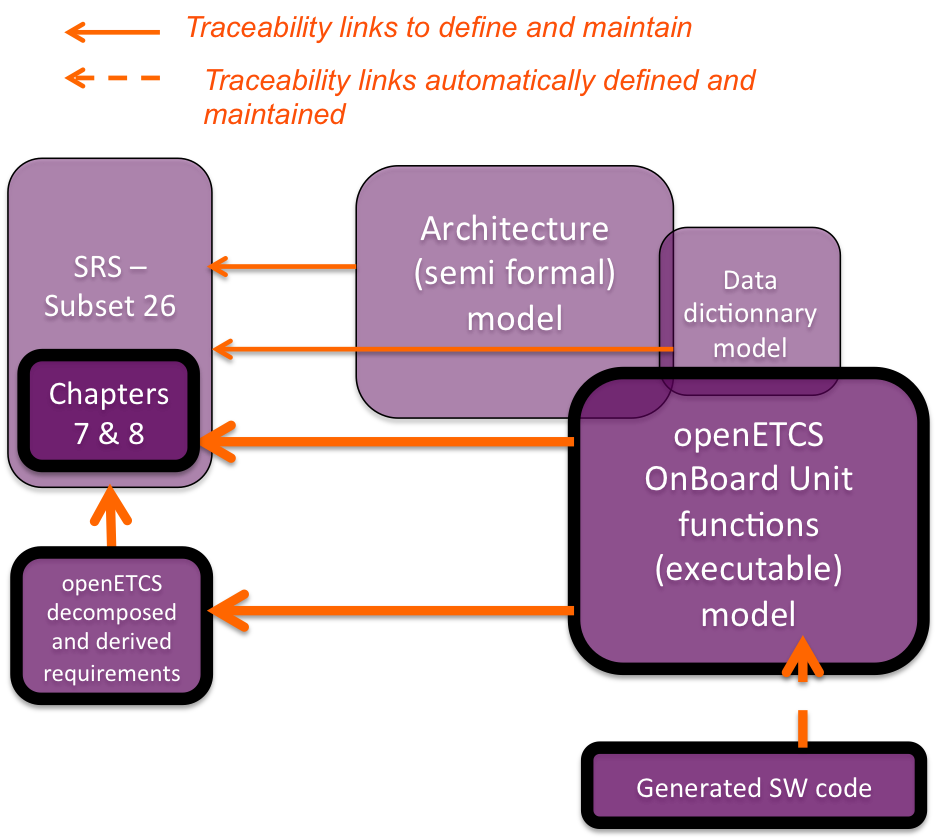 Traceability links to define and maintain
Traceability links automatically defined and
maintained
SRS –
Subset 26
Chapters
7 & 8
Architecture
(semi formal)
model
Data
dictionnary
model
openETCS
OnBoard Unit
functions
(executable)
model
openETCS
decomposed
and derived
requirements
Generated SW code